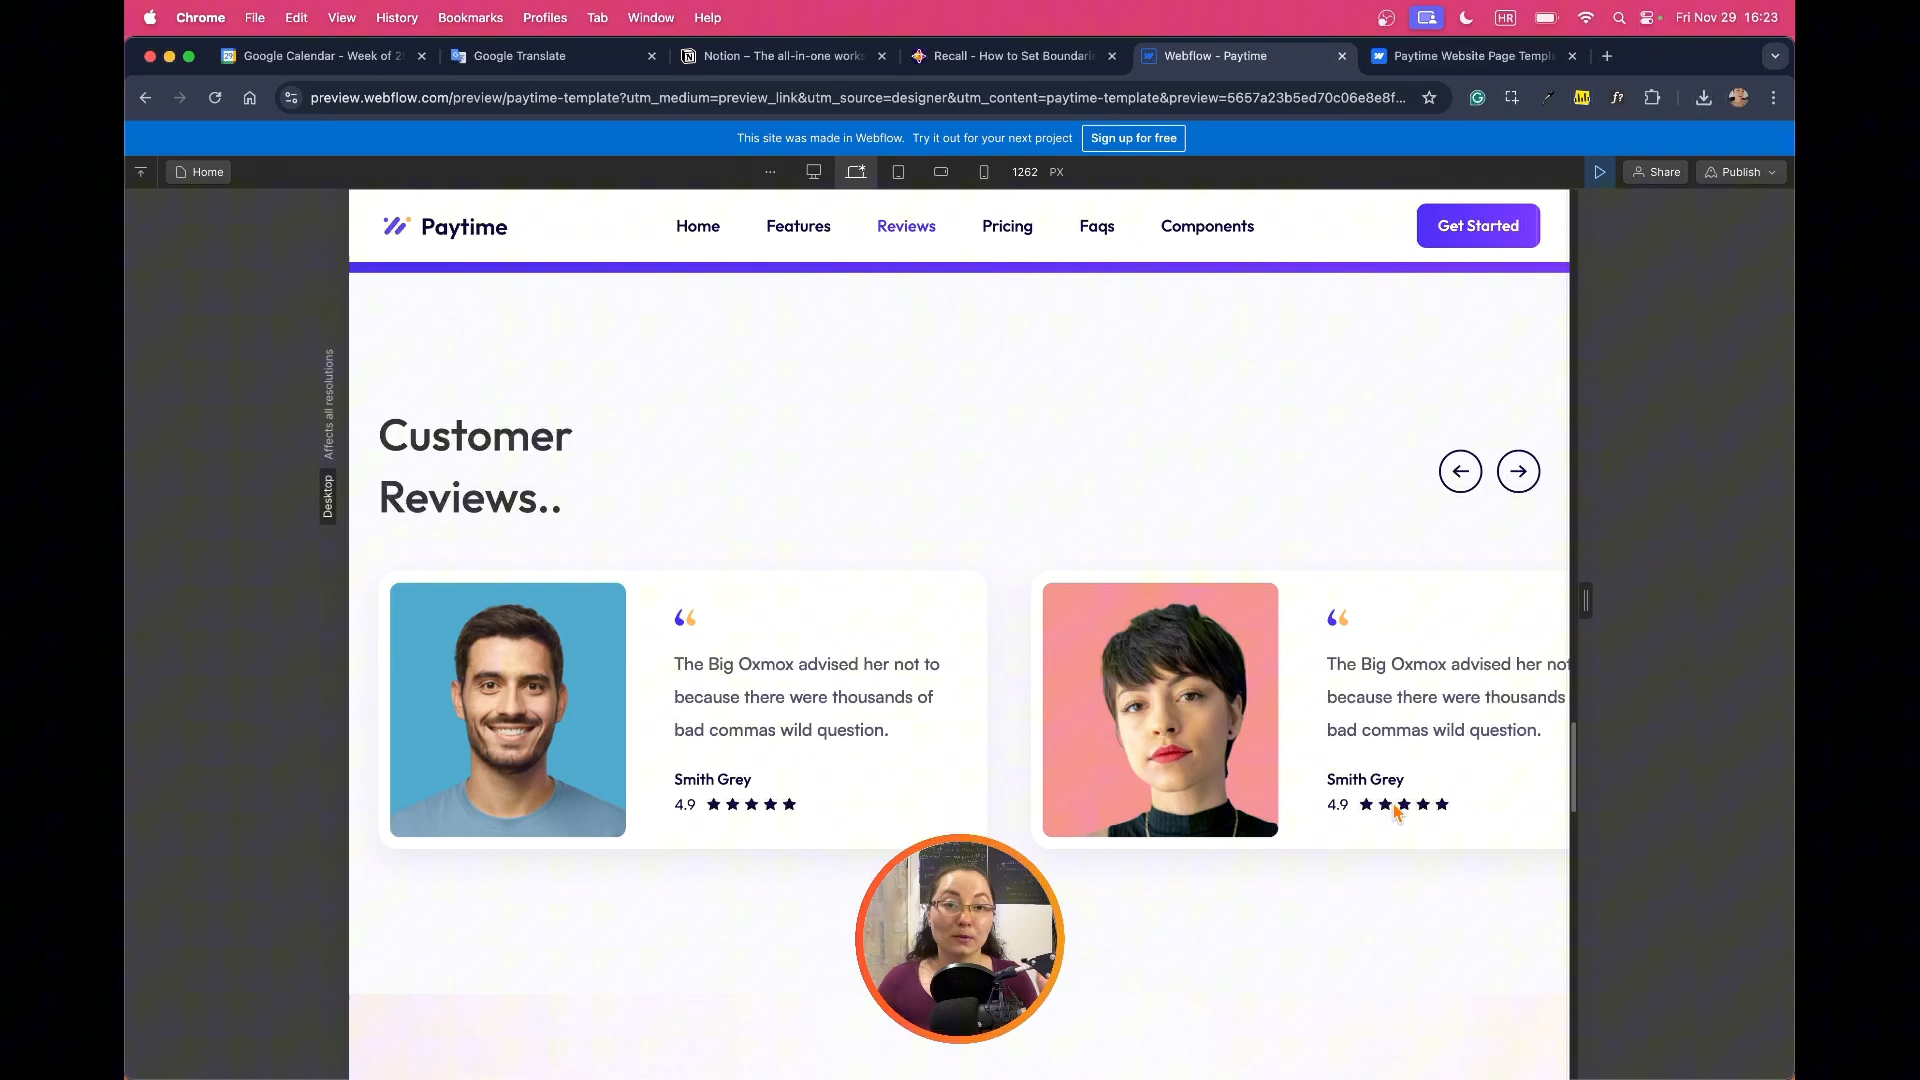 Chrome File Edit View History Bookmarks Profiles Tab Window Help
HR Fri Nov 29 16:23
Google Calendar - Week of 2
Google Translate
Notion – The all-in-one works
Recall - How to Set Boundarie
Webflow - Paytime
Paytime Website Page Templa
preview.webflow.com/preview/paytime-template?utm_medium=preview_link&utm_source=designer&utm_content=paytime-template&preview=5657a23b5ed70c06e8e8f...
f?
This site was made in Webflow. Try it out for your next project Sign up for free
Home ... 1262 PX Share Publish
Paytime Home Features Reviews Pricing Faqs Components Get Started
Affects all resolutions
Desktop
Customer
Reviews..
The Big Oxmox advised her not to
because there were thousands of
bad commas wild question.
Smith Grey
4.9
The Big Oxmox advised her not
because there were thousands
bad commas wild question.
Smith Grey
4.9